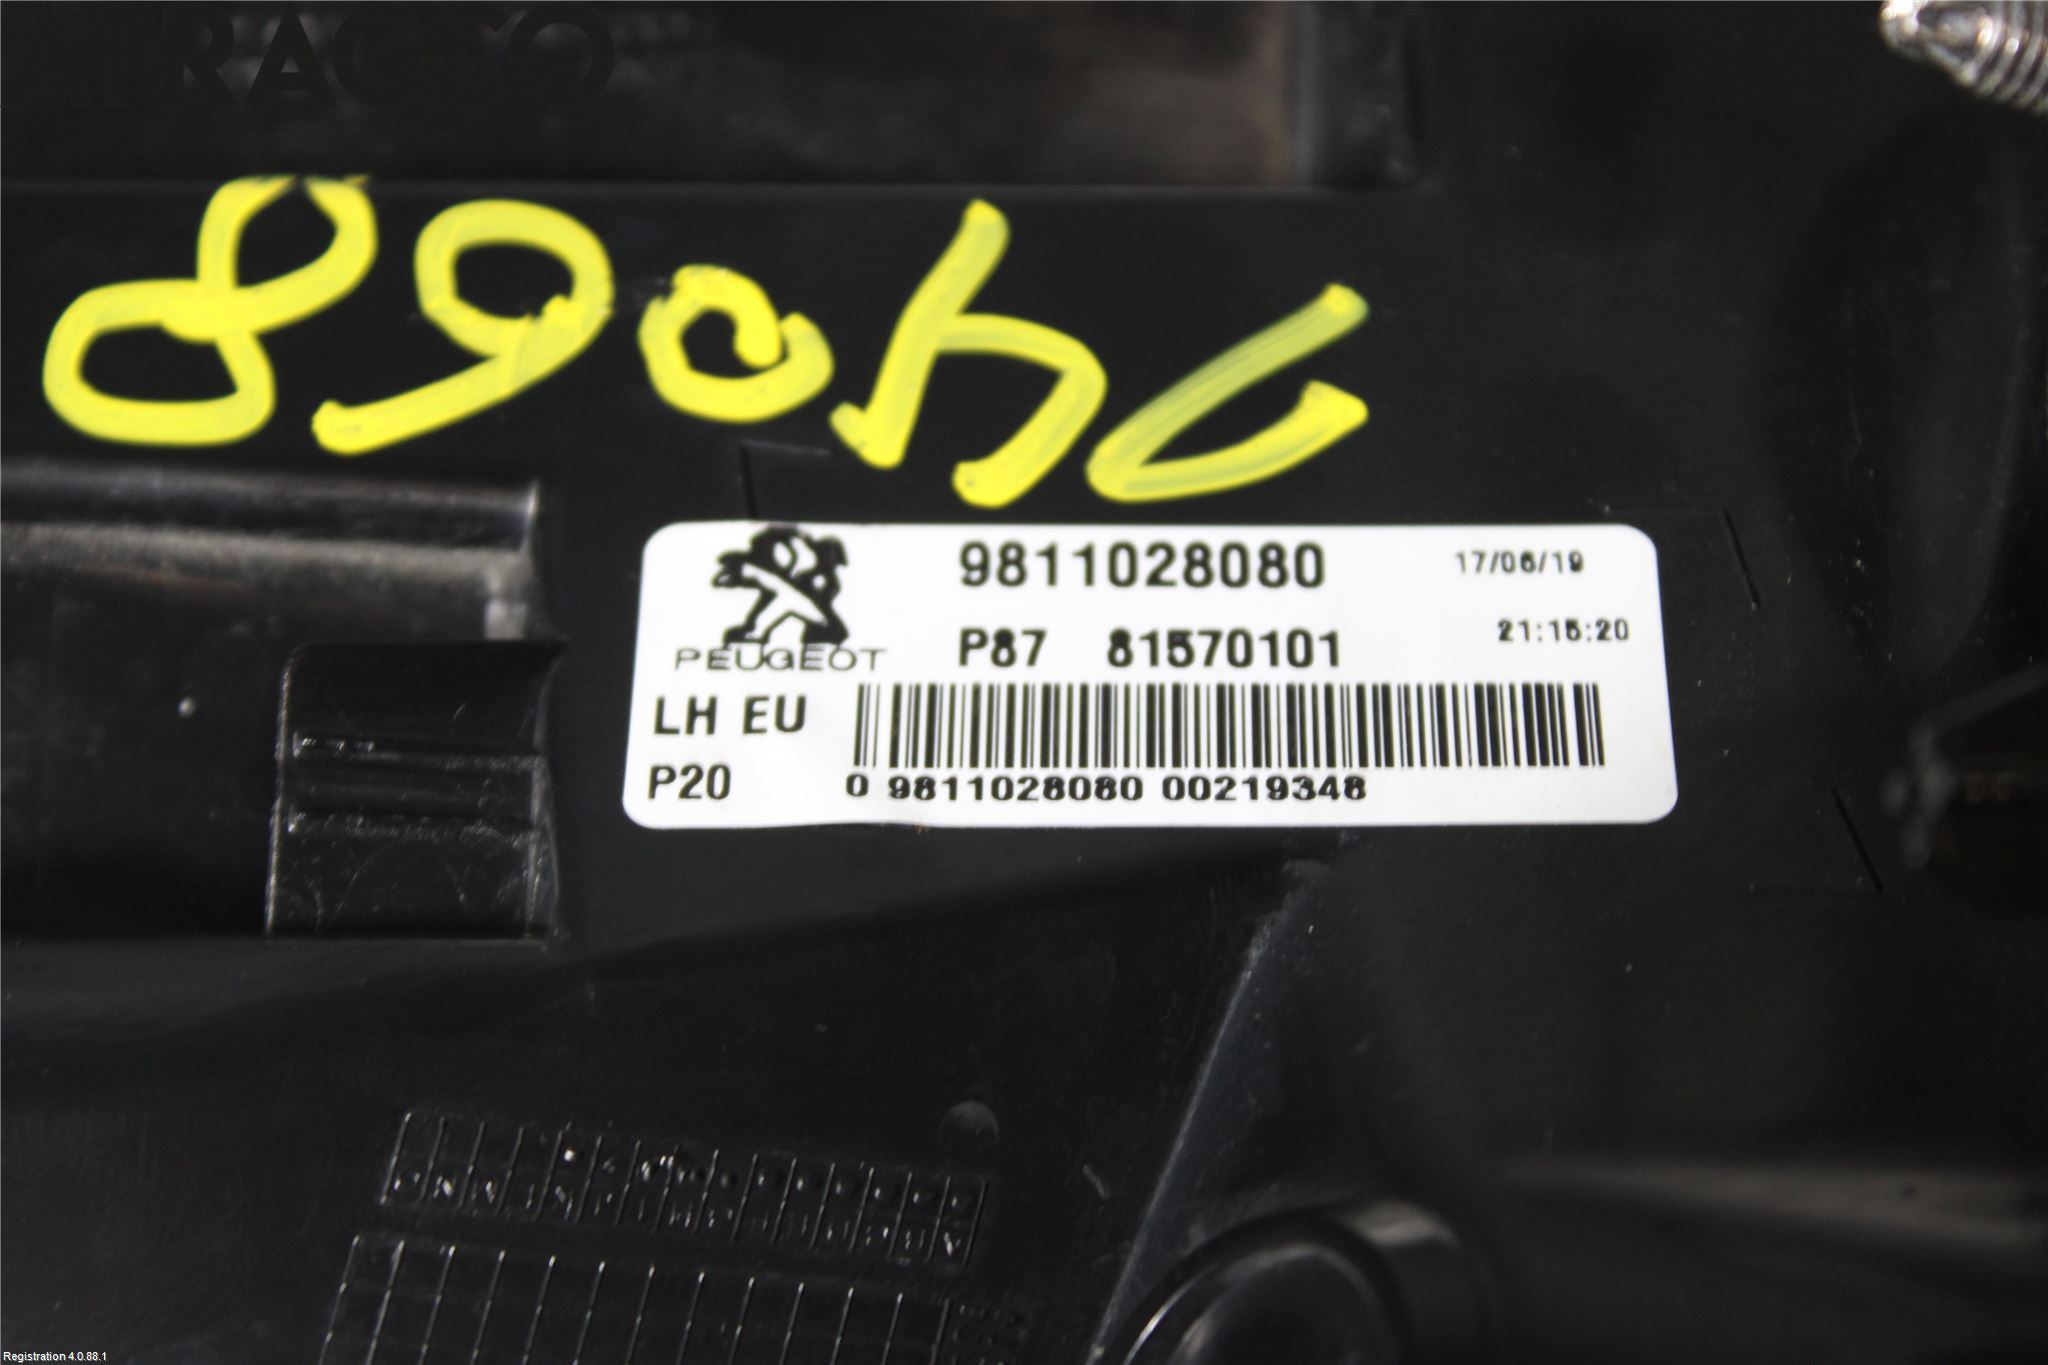 ATRACCO
9811028080 17/06/19
PEUGEOT P87 81570101 21:15:20
LH EU
P20 0 9811028080 00219348
Registration 4.0.88.1